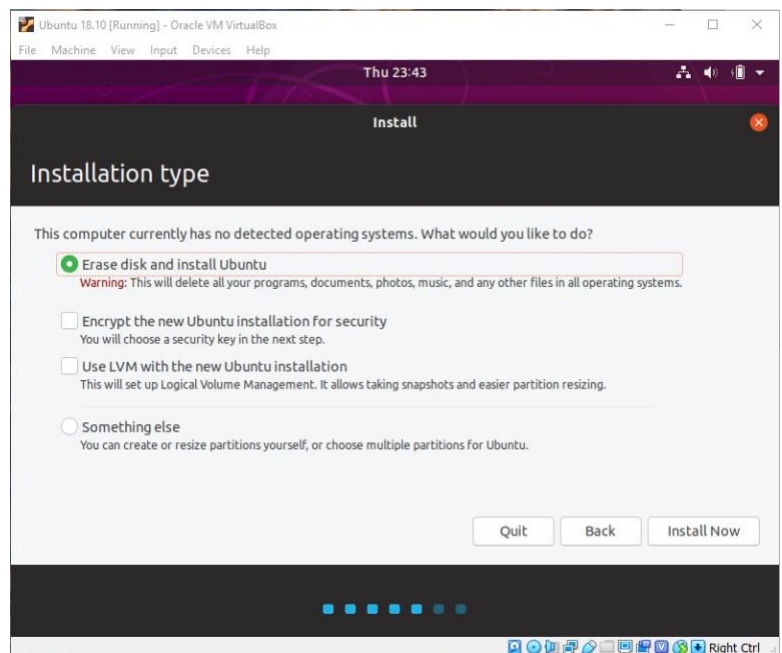 Ubuntu 18.10 [Running] - Oracle VM VirtualBox
File Machine View Input Devices Help
Thu 23:43
Install
Installation type
This computer currently has no detected operating systems. What would you like to do?
Erase disk and install Ubuntu
Warning: This will delete all your programs, documents, photos, music, and any other files in all operating systems.
Encrypt the new Ubuntu installation for security
You will choose a security key in the next step.
Use LVM with the new Ubuntu installation
This will set up Logical Volume Management. It allows taking snapshots and easier partition resizing.
Something else
You can create or resize partitions yourself, or choose multiple partitions for Ubuntu.
Quit Back Install Now
Right Ctrl